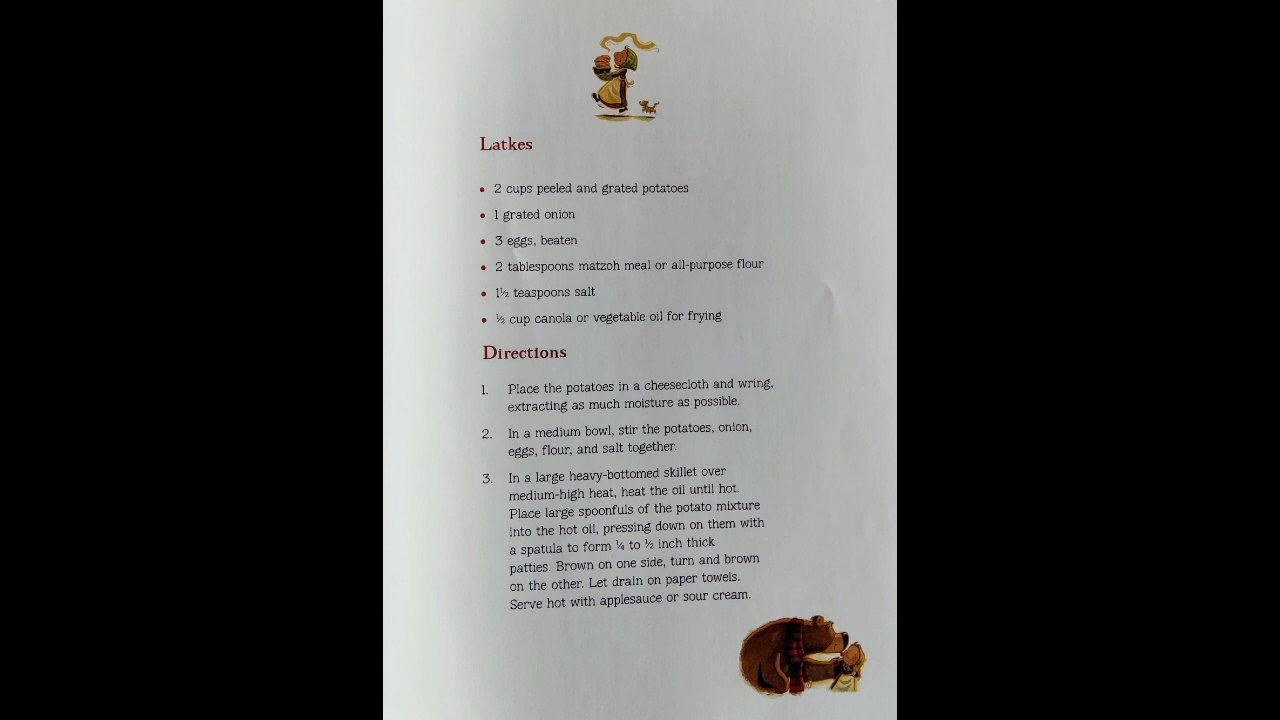 Latkes
• 2 cups peeled and grated potatoes
• 1 grated onion
• 3 eggs, beaten
• 2 tablespoons matzoh meal or all-purpose flour
• 1½ teaspoons salt
• ½ cup canola or vegetable oil for frying
Directions
1. Place the potatoes in a cheesecloth and wring,
extracting as much moisture as possible.
2. In a medium bowl, stir the potatoes, onion,
eggs, flour, and salt together.
3. In a large heavy-bottomed skillet over
medium-high heat, heat the oil until hot.
Place large spoonfuls of the potato mixture
into the hot oil, pressing down on them with
a spatula to form ¼ to ½ inch thick
patties. Brown on one side, turn and brown
on the other. Let drain on paper towels.
Serve hot with applesauce or sour cream.